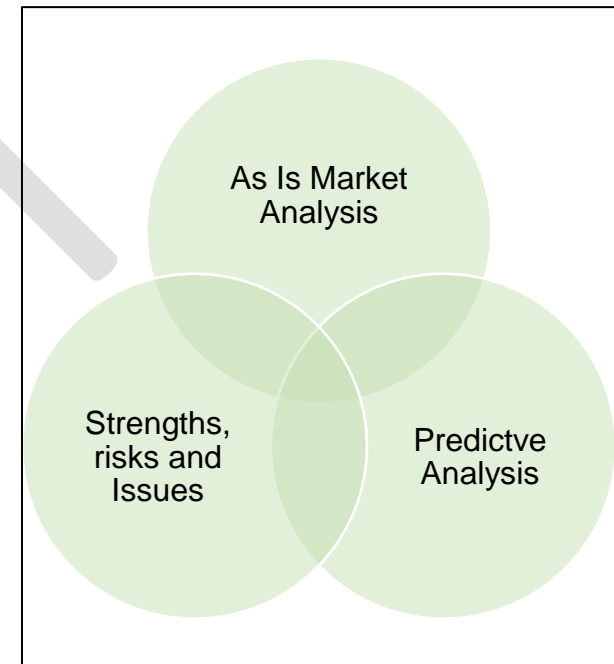 As Is Market
Analysis
Strengths,
risks and
Issues
Predictve
Analysis